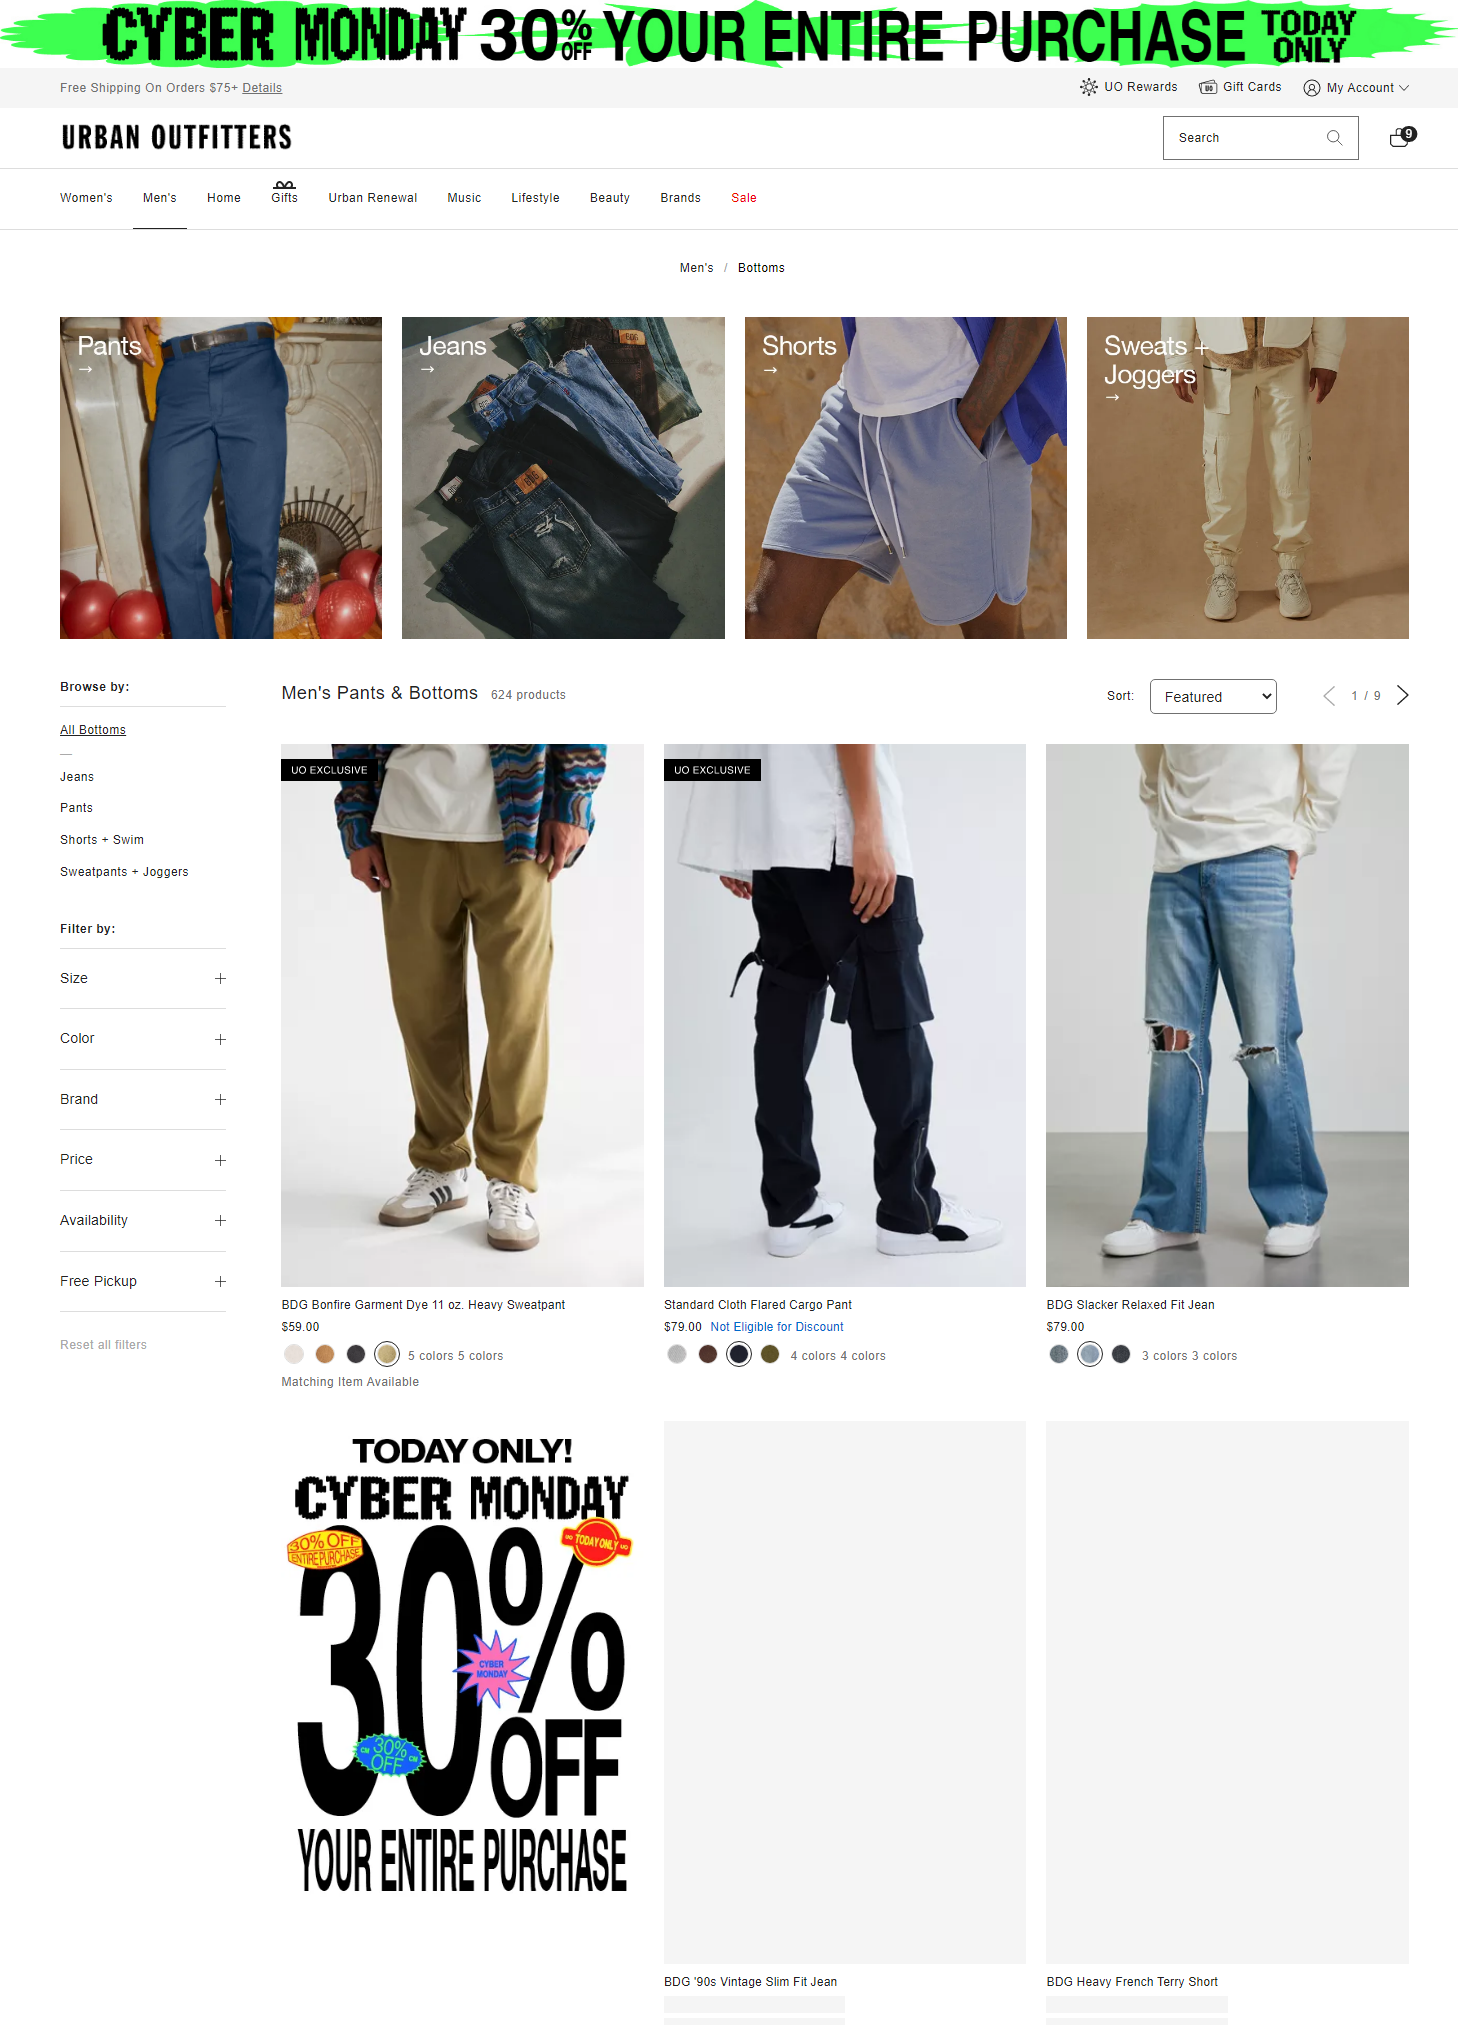 CYBER MONDAY 30% OFF YOUR ENTIRE PURCHASE TODAY ONLY
Free Shipping On Orders $75+ Details
UO Rewards
Gift Cards
My Account
URBAN OUTFITTERS
Search
9
Women's
Men's
Home
Gifts
Urban Renewal
Music
Lifestyle
Beauty
Brands
Sale
Men's / Bottoms
Pants
→
Jeans
→
Shorts
→
Sweats +
Joggers
→
Browse by:
All Bottoms
—
Jeans
Pants
Shorts + Swim
Sweatpants + Joggers
Filter by:
Size
Color
Brand
Price
Availability
Free Pickup
Reset all filters
Men's Pants & Bottoms 624 products
Sort: Featured
1 / 9
UO EXCLUSIVE
BDG Bonfire Garment Dye 11 oz. Heavy Sweatpant
$59.00
5 colors 5 colors
Matching Item Available
UO EXCLUSIVE
Standard Cloth Flared Cargo Pant
$79.00 Not Eligible for Discount
4 colors 4 colors
BDG Slacker Relaxed Fit Jean
$79.00
3 colors 3 colors
TODAY ONLY!
CYBER MONDAY
30% OFF
ENTIRE PURCHASE
UO TODAY ONLY UO
30%
CYBER
MONDAY
CM 30% CM
OFF
OFF
YOUR ENTIRE PURCHASE
BDG '90s Vintage Slim Fit Jean
BDG Heavy French Terry Short